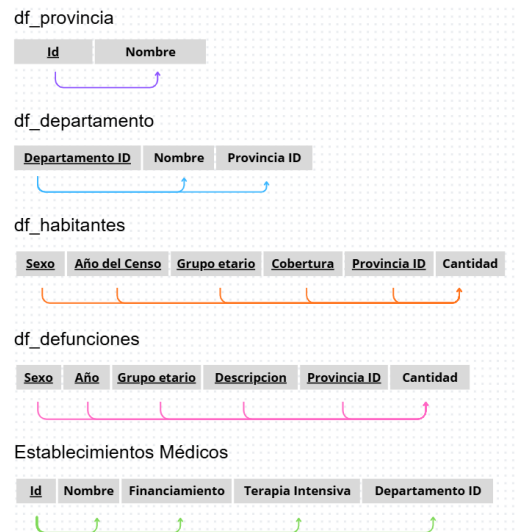 df_provincia
Id Nombre
df_departamento
Departamento ID Nombre Provincia ID
df_habitantes
Sexo Año del Censo Grupo etario Cobertura Provincia ID Cantidad
df_defunciones
Sexo Año Grupo etario Descripcion Provincia ID Cantidad
Establecimientos Médicos
Id Nombre Financiamiento Terapia Intensiva Departamento ID